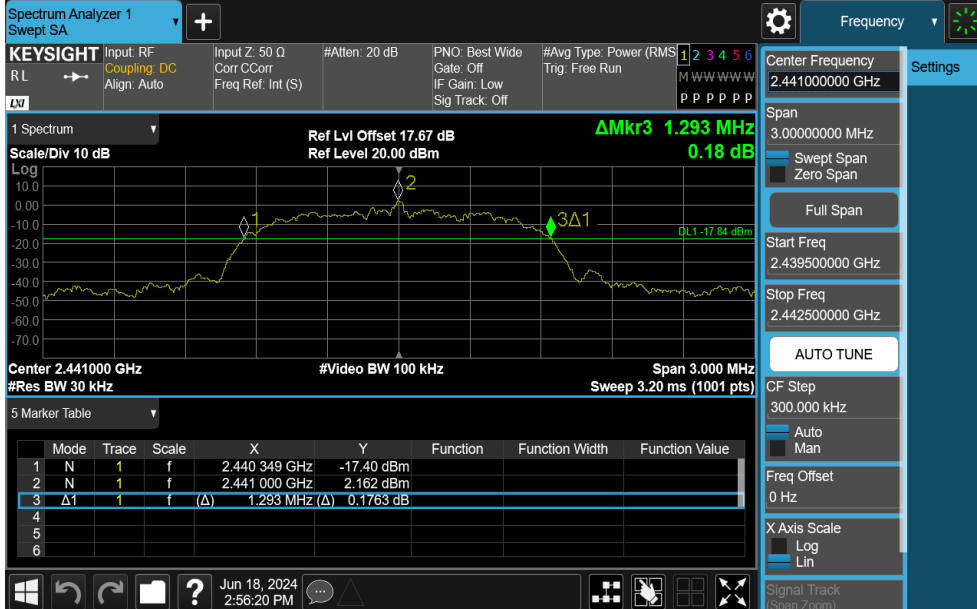 Spectrum Analyzer 1
Swept SA
+
Frequency
KEYSIGHT
RL
LXI
Input: RF
Coupling: DC
Align: Auto
Input Z: 50 Ω
Corr CCorr
Freq Ref: Int (S)
#Atten: 20 dB
PNO: Best Wide
Gate: Off
IF Gain: Low
Sig Track: Off
#Avg Type: Power (RMS
Trig: Free Run
1 2 3 4 5 6
M W W W W W
P P P P P P
1 Spectrum
Scale/Div 10 dB
Ref Lvl Offset 17.67 dB
Ref Level 20.00 dBm
ΔMkr3 1.293 MHz
0.18 dB
Log
10.0
0.00
-10.0
-20.0
-30.0
-40.0
-50.0
-60.0
-70.0
1
2
3Δ1
DL1 -17.84 dBm
Center 2.441000 GHz
#Video BW 100 kHz
Span 3.000 MHz
#Res BW 30 kHz
Sweep 3.20 ms (1001 pts)
5 Marker Table
Mode Trace Scale X Y Function Function Width Function Value
1 N 1 f 2.440 349 GHz -17.40 dBm
2 N 1 f 2.441 000 GHz 2.162 dBm
3 Δ1 1 f (Δ) 1.293 MHz (Δ) 0.1763 dB
4
5
6
?
Jun 18, 2024
2:56:20 PM
Center Frequency
2.441000000 GHz
Span
3.00000000 MHz
Swept Span
Zero Span
Full Span
Start Freq
2.439500000 GHz
Stop Freq
2.442500000 GHz
AUTO TUNE
CF Step
300.000 kHz
Auto
Man
Freq Offset
0 Hz
X Axis Scale
Log
Lin
Signal Track
(Span Zoom)
Settings